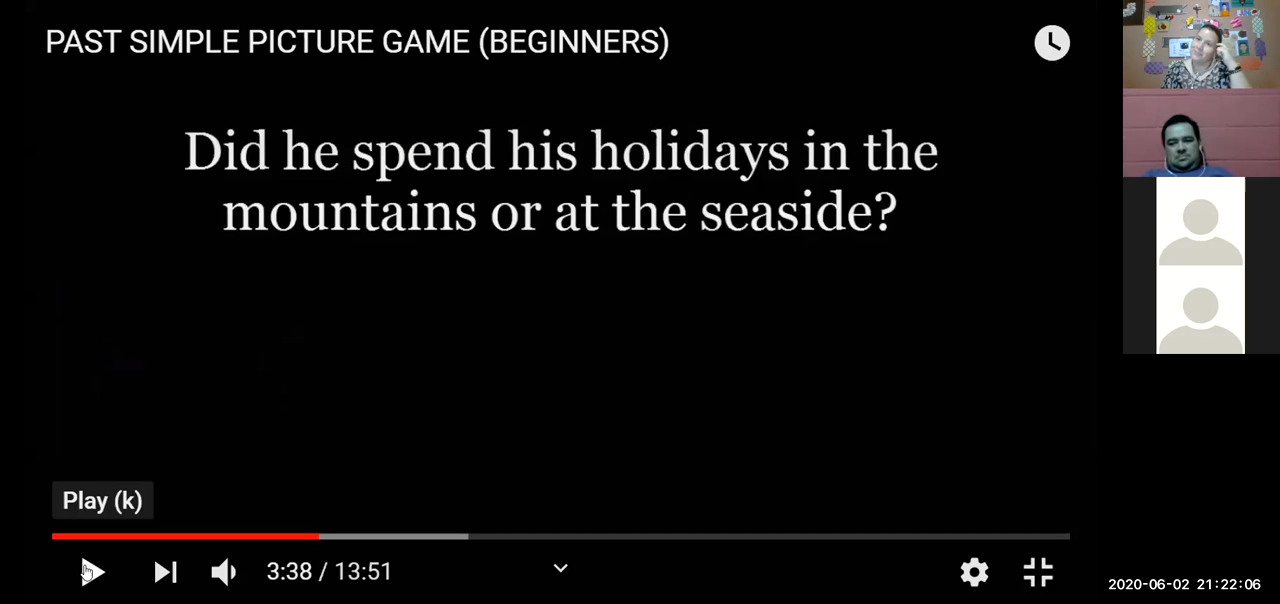 PAST SIMPLE PICTURE GAME (BEGINNERS)
Did he spend his holidays in the
mountains or at the seaside?
Play (k)
3:38 / 13:51
2020-06-02 21:22:06